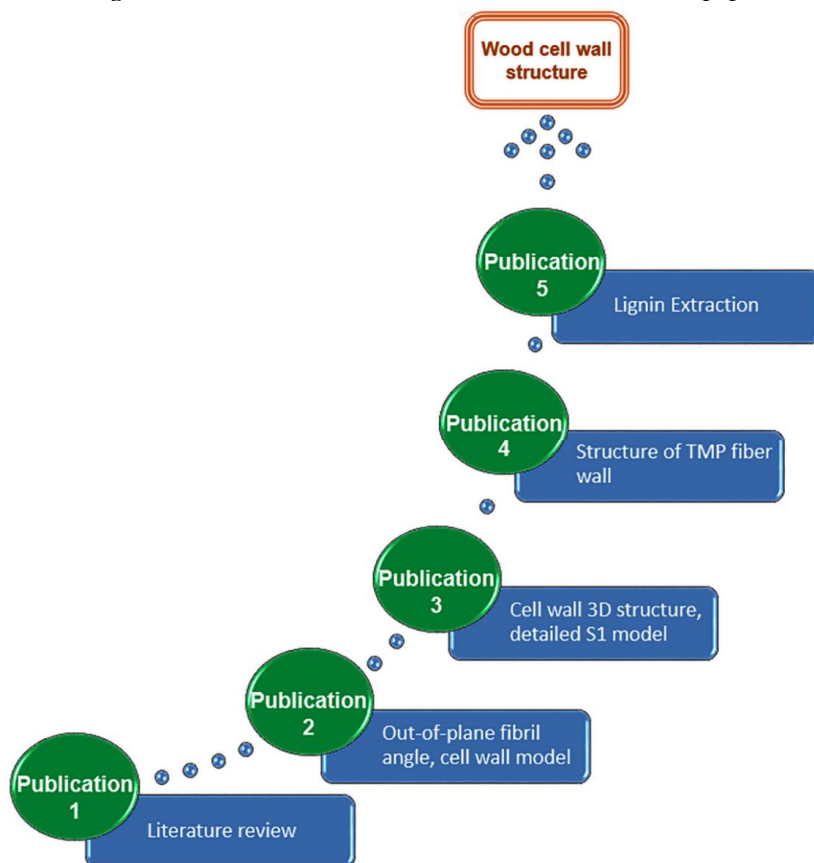 Wood cell wall
structure
Publication
5
Lignin Extraction
Publication
4
Structure of TMP fiber
wall
Publication
3
Cell wall 3D structure,
detailed S1 model
Publication
2
Out-of-plane fibril
angle, cell wall model
Publication
1
Literature review